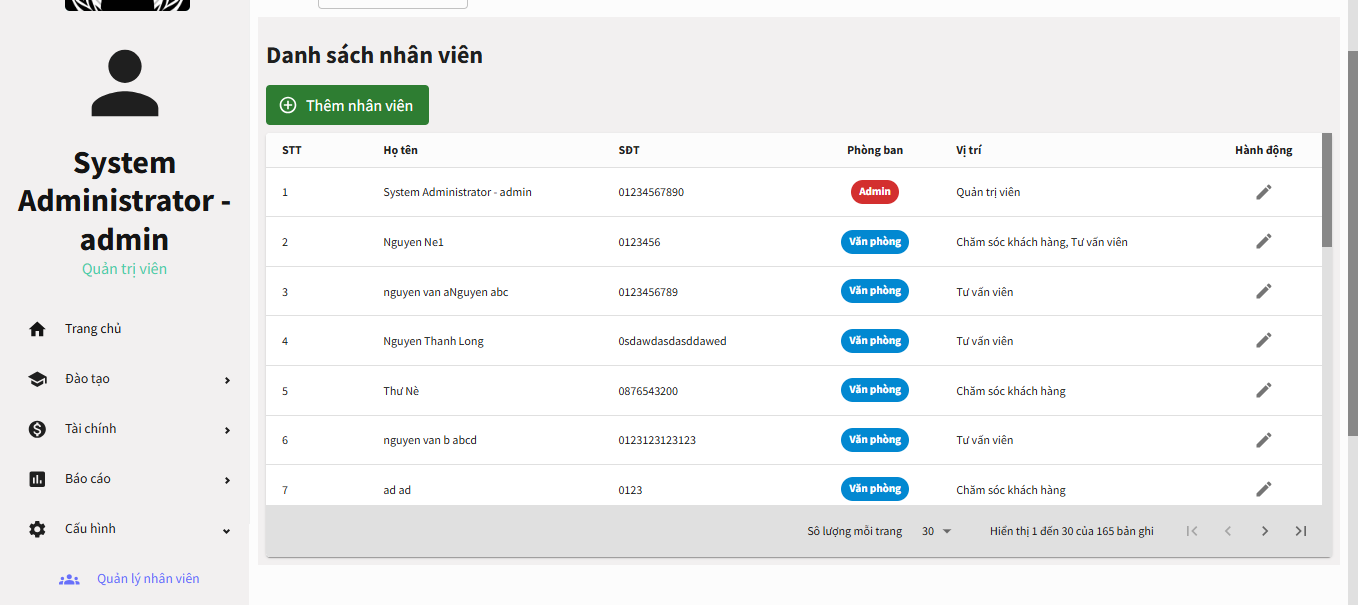 System
Administrator -
admin
Quản trị viên
Trang chủ
Đào tạo
Tài chính
Báo cáo
Cấu hình
Quản lý nhân viên
Danh sách nhân viên
Thêm nhân viên
STT Họ tên SĐT Phòng ban Vị trí Hành động
1 System Administrator - admin 01234567890 Admin Quản trị viên
2 Nguyen Ne1 0123456 Văn phòng Chăm sóc khách hàng, Tư vấn viên
3 nguyen van aNguyen abc 0123456789 Văn phòng Tư vấn viên
4 Nguyen Thanh Long 0sdawdasdasddawed Văn phòng Tư vấn viên
5 Thư Nè 0876543200 Văn phòng Chăm sóc khách hàng
6 nguyen van b abcd 0123123123123 Văn phòng Tư vấn viên
7 ad ad 0123 Văn phòng Chăm sóc khách hàng
Số lượng mỗi trang 30 Hiển thị 1 đến 30 của 165 bản ghi